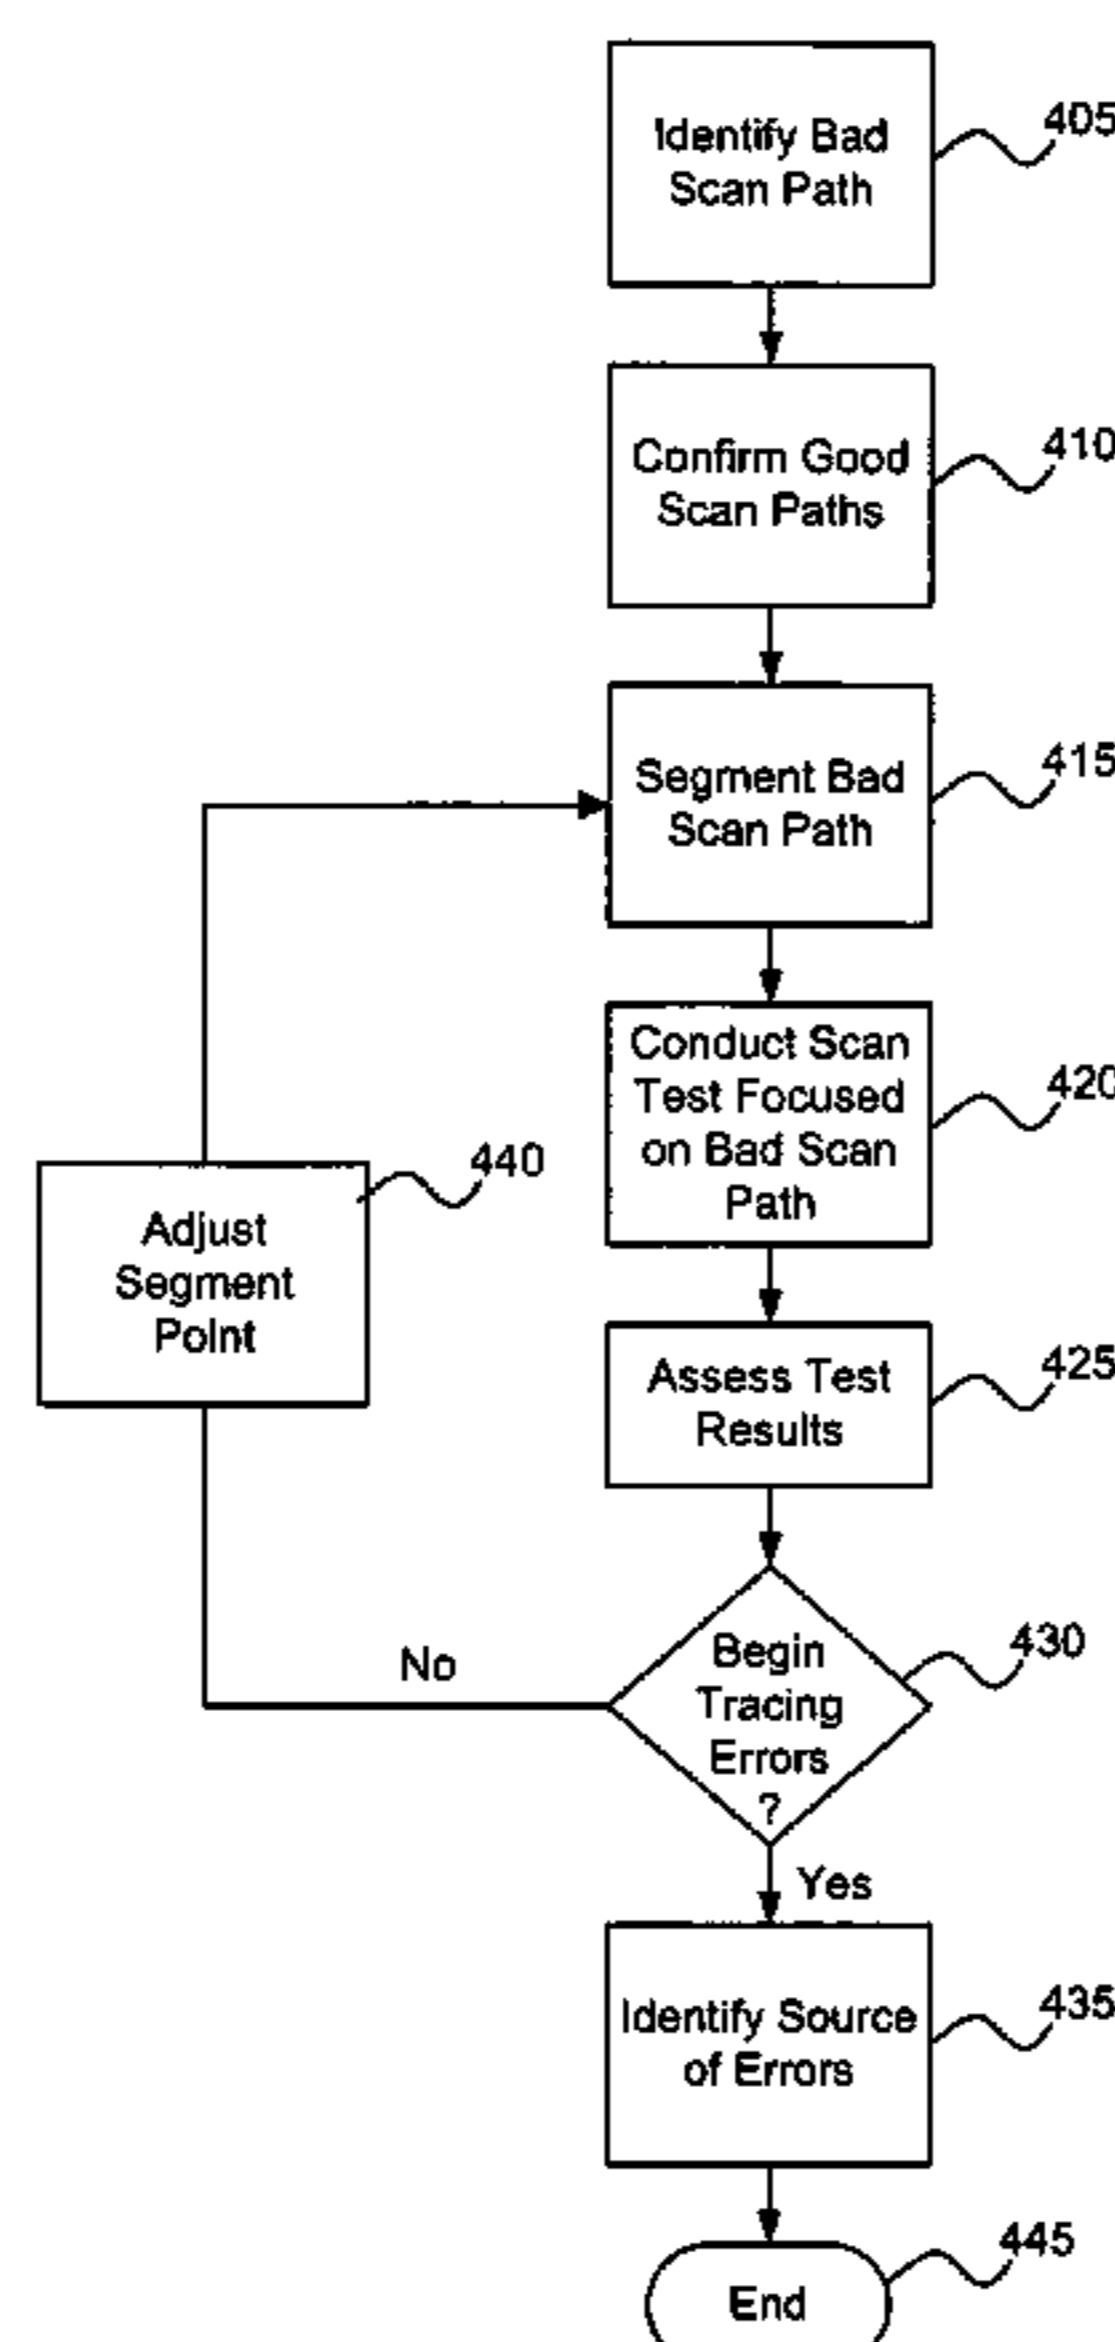 Identify Bad
Scan Path
405
Confirm Good
Scan Paths
410
Segment Bad
Scan Path
415
Conduct Scan
Test Focused
on Bad Scan
Path
420
Adjust
Segment
Point
440
Assess Test
Results
425
Begin
Tracing
Errors
?
430
No
Yes
Identify Source
of Errors
435
End
445